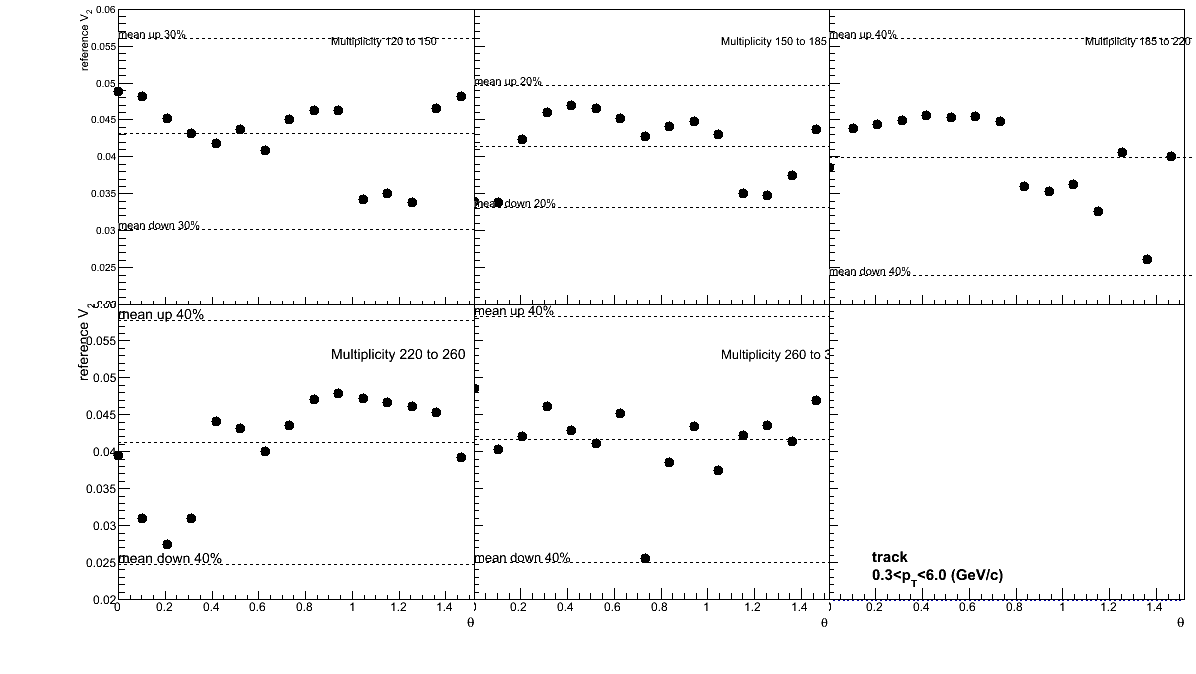 reference V2
0.06
0.055
0.05
0.045
0.04
0.035
0.03
0.025
mean up 30%
Multiplicity 120 to 150
mean down 30%
mean up 20%
Multiplicity 150 to 185
mean down 20%
mean up 40%
Multiplicity 185 to 220
mean down 40%
reference V2
0.055
0.05
0.045
0.04
0.035
0.03
0.025
0.02
mean up 40%
Multiplicity 220 to 260
mean down 40%
0 0.2 0.4 0.6 0.8 1 1.2 1.4
θ
mean up 40%
Multiplicity 260 to 3
mean down 40%
0.2 0.4 0.6 0.8 1 1.2 1.4
θ
track
0.3<pT<6.0 (GeV/c)
0.2 0.4 0.6 0.8 1 1.2 1.4
θ